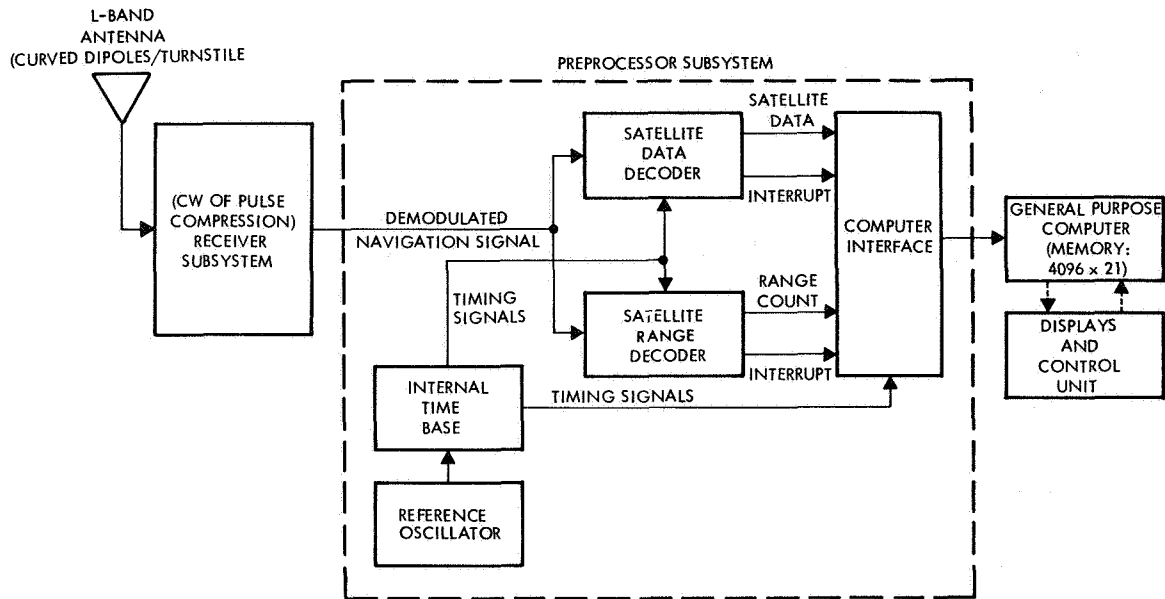 L-BAND
ANTENNA
(CURVED DIPOLES/TURNSTILE
PREPROCESSOR SUBSYSTEM
(CW OF PULSE
COMPRESSION)
RECEIVER
SUBSYSTEM
DEMODULATED
NAVIGATION SIGNAL
SATELLITE
DATA
DECODER
SATELLITE
DATA
INTERRUPT
COMPUTER
INTERFACE
GENERAL PURPOSE
COMPUTER
(MEMORY:
4096 x 21)
TIMING
SIGNALS
SATELLITE
RANGE
DECODER
RANGE
COUNT
INTERRUPT
DISPLAYS
AND
CONTROL
UNIT
INTERNAL
TIME
BASE
TIMING SIGNALS
REFERENCE
OSCILLATOR